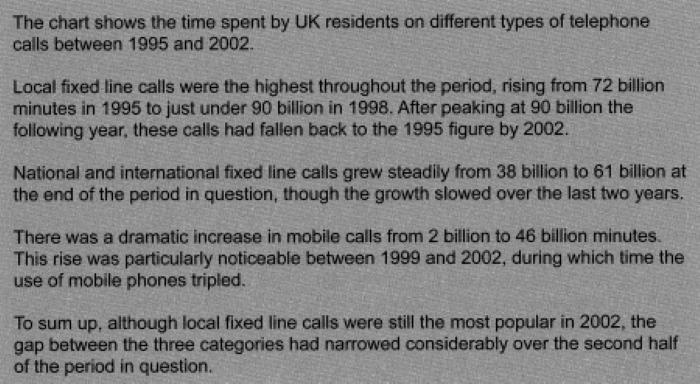 The chart shows the time spent by UK residents on different types of telephone
calls between 1995 and 2002.
Local fixed line calls were the highest throughout the period, rising from 72 billion
minutes in 1995 to just under 90 billion in 1998. After peaking at 90 billion the
following year, these calls had fallen back to the 1995 figure by 2002.
National and international fixed line calls grew steadily from 38 billion to 61 billion at
the end of the period in question, though the growth slowed over the last two years.
There was a dramatic increase in mobile calls from 2 billion to 46 billion minutes.
This rise was particularly noticeable between 1999 and 2002, during which time the
use of mobile phones tripled.
To sum up, although local fixed line calls were still the most popular in 2002, the
gap between the three categories had narrowed considerably over the second half
of the period in question.